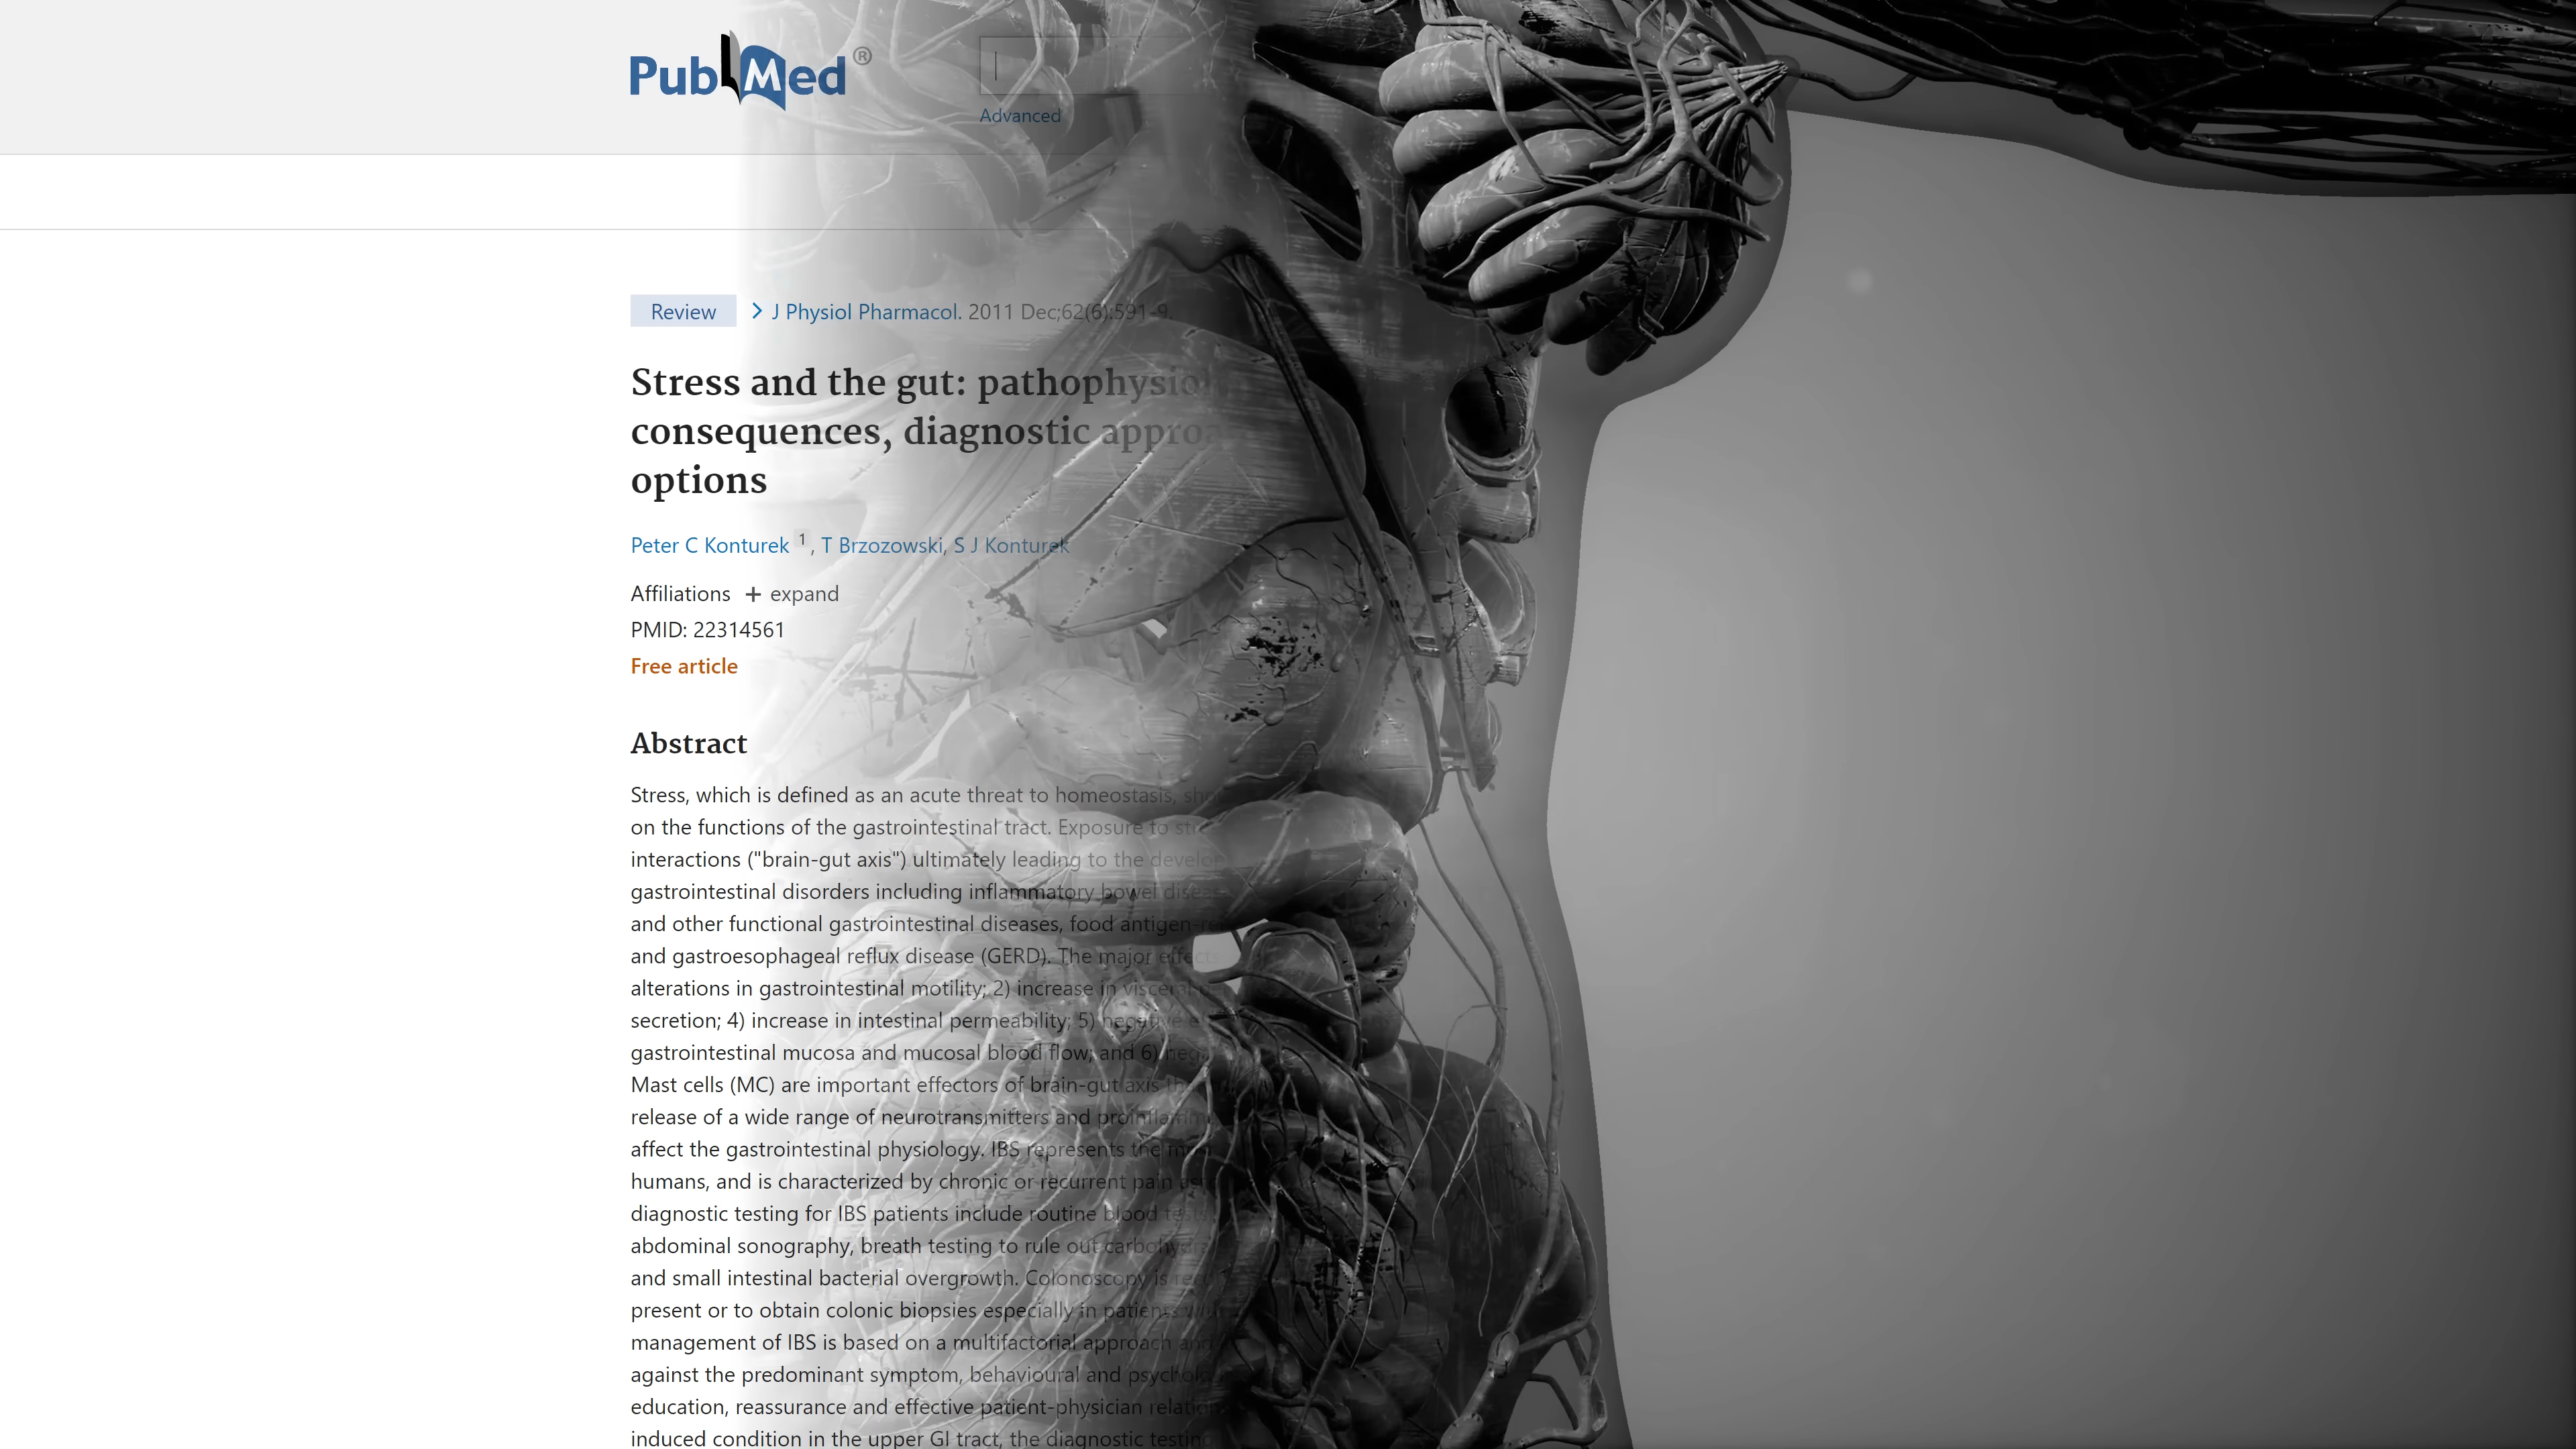 PubMed®
Advanced
Review > J Physiol Pharmacol. 2011 Dec;62(6):591-9.
Stress and the gut: pathophysiol
consequences, diagnostic approa
options
Peter C Konturek 1, T Brzozowski, S J Konturek
Affiliations + expand
PMID: 22314561
Free article
Abstract
Stress, which is defined as an acute threat to homeostasis,
on the functions of the gastrointestinal tract. Exposure to
interactions ("brain-gut axis") ultimately leading to the
gastrointestinal disorders including inflammatory bowel
and other functional gastrointestinal diseases, food
and gastroesophageal reflux disease (GERD). The major effects
alterations in gastrointestinal motility; 2) increase in visceral
secretion; 4) increase in intestinal permeability; 5) negative
gastrointestinal mucosa and mucosal blood flow; and 6)
Mast cells (MC) are important effectors of brain-gut axis
release of a wide range of neurotransmitters and
affect the gastrointestinal physiology. IBS represents the
humans, and is characterized by chronic or recurrent pain
diagnostic testing for IBS patients include routine blood tests
abdominal sonography, breath testing to rule out
and small intestinal bacterial overgrowth. Colonoscopy is
present or to obtain colonic biopsies especially in patients
management of IBS is based on a multifactorial approach
against the predominant symptom, behavioural and
education, reassurance and effective patient-physician
induced condition in the upper GI tract, the diagnostic testing